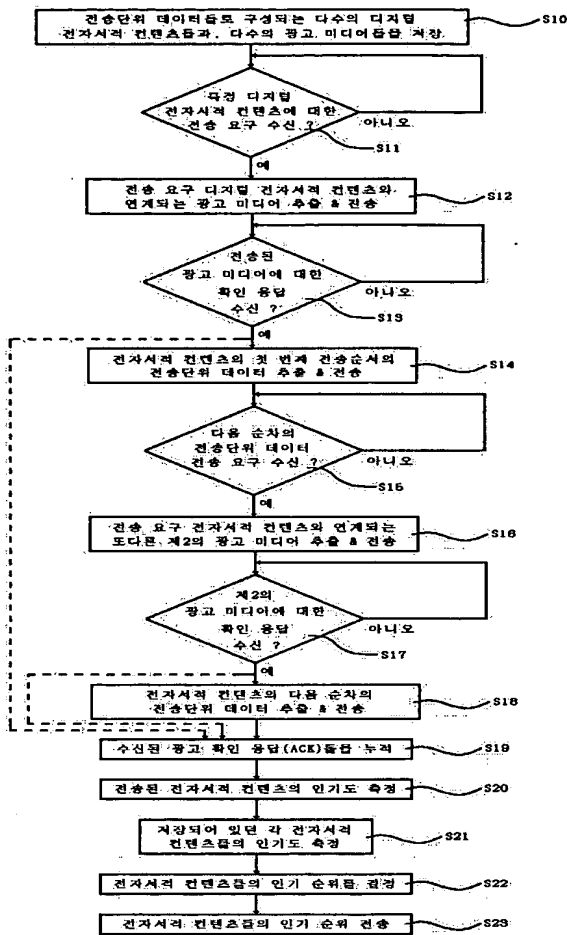 전송단위 데이터들로 구성되는 다수의 디지털
전자서적 컨텐츠들과, 다수의 광고 미디어들을 저장
S10
특정 디지털
전자서적 컨텐츠에 대한
전송 요구 수신 ?
아니오
S11
예
전송 요구 디지털 전자서적 컨텐츠와
연계되는 광고 미디어 추출 & 전송
S12
전송된
광고 미디어에 대한
확인 응답
수신 ?
아니오
S13
예
전자서적 컨텐츠의 첫 번째 전송순서의
전송단위 데이터 추출 & 전송
S14
다음 순차의
전송단위 데이터
전송 요구 수신 ?
아니오
S15
예
전송 요구 전자서적 컨텐츠와 연계되는
또다른 제2의 광고 미디어 추출 & 전송
S16
제2의
광고 미디어에 대한
확인 응답
수신 ?
아니오
S17
예
전자서적 컨텐츠의 다음 순차의
전송단위 데이터 추출 & 전송
S18
수신된 광고 확인 응답(ACK)들을 누적
S19
전송된 전자서적 컨텐츠의 인기도 측정
S20
저장되어 있던 각 전자서적
컨텐츠들의 인기도 측정
S21
전자서적 컨텐츠들의 인기 순위를 결정
S22
전자서적 컨텐츠들의 인기 순위 전송
S23